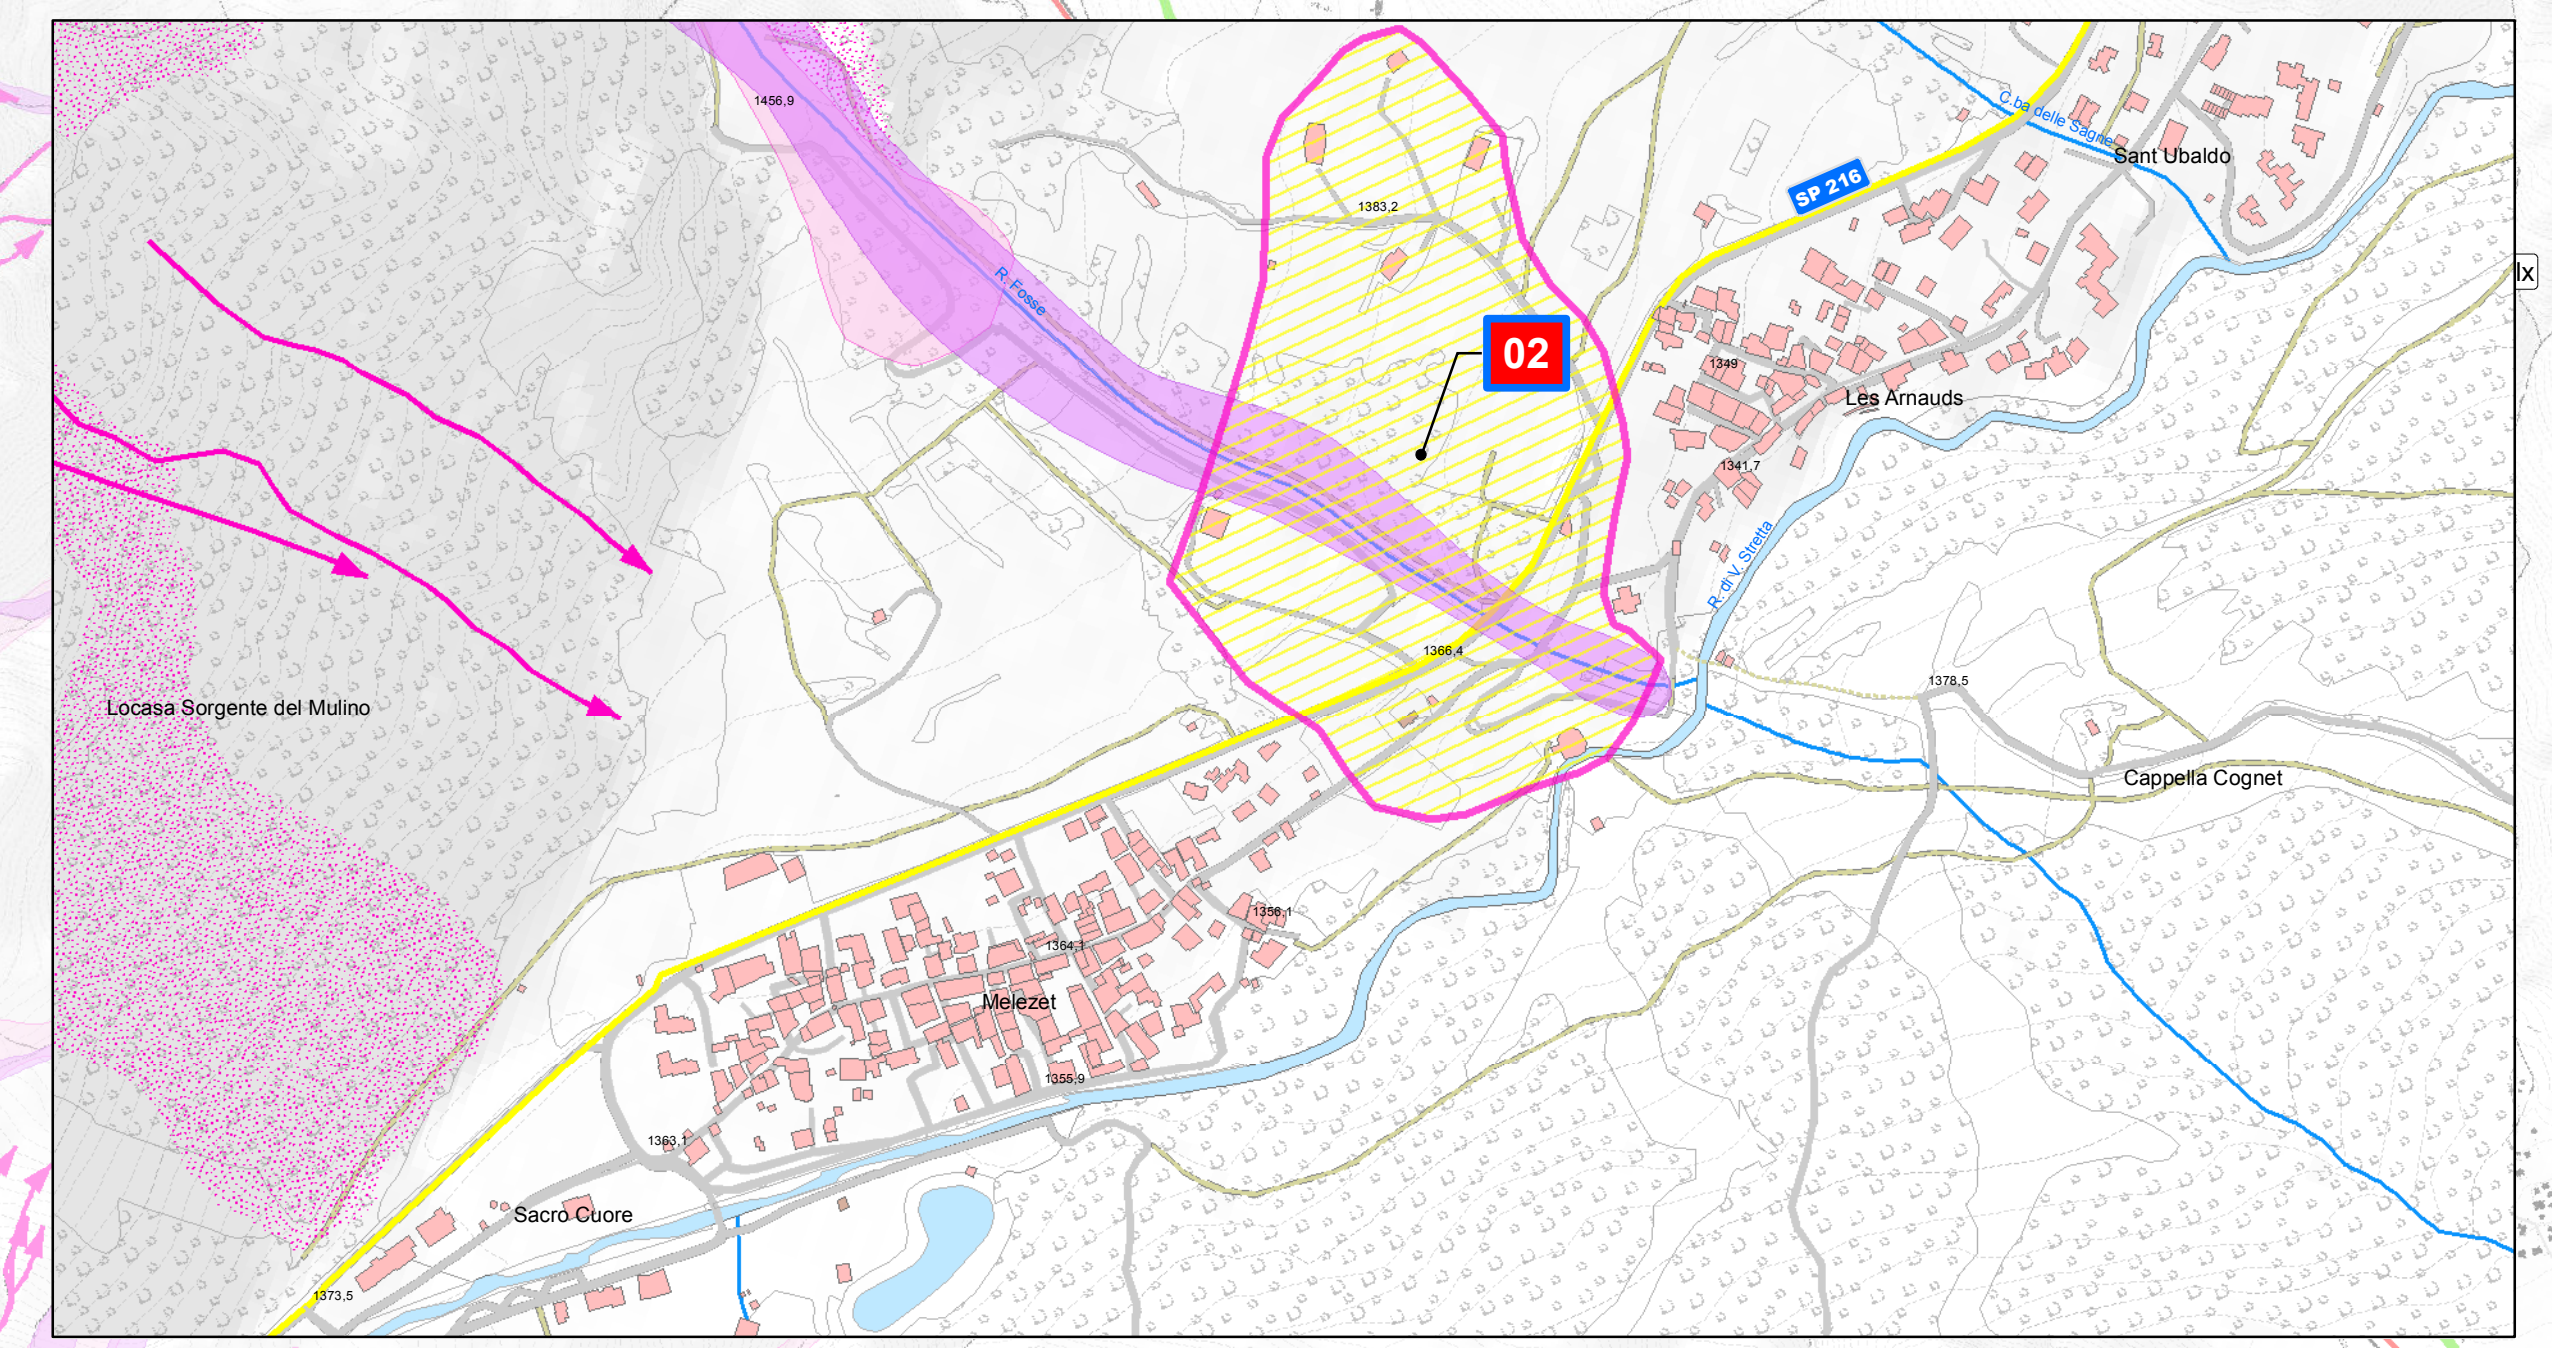 1456,9
C.ba delle Sagne
Sant Ubaldo
SP 216
1383,2
lx
R. Fosse
02
1349
Les Arnauds
1341,7
R. di V. Stretta
1366,4
1378,5
Locasa Sorgente del Mulino
Cappella Cognet
1356,1
1364,1
Melezet
1355,9
1363,1
Sacro Cuore
1373,5